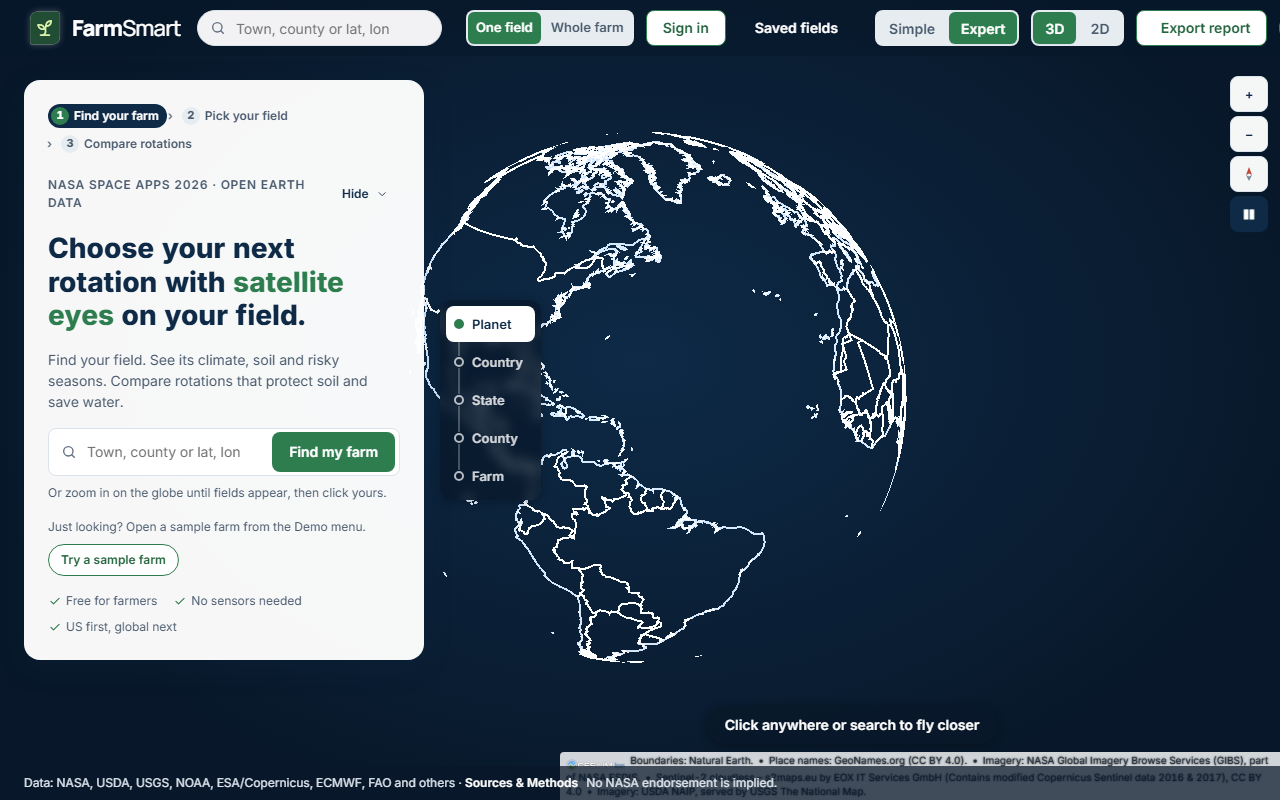 FarmSmart
Town, county or lat, lon
One field
Whole farm
Sign in
Saved fields
Simple
Expert
3D
2D
Export report
1 Find your farm › 2 Pick your field
› 3 Compare rotations
NASA SPACE APPS 2026 · OPEN EARTH
DATA
Hide
Choose your next
rotation with satellite
eyes on your field.
Find your field. See its climate, soil and risky
seasons. Compare rotations that protect soil and
save water.
Town, county or lat, lon
Find my farm
Or zoom in on the globe until fields appear, then click yours.
Just looking? Open a sample farm from the Demo menu.
Try a sample farm
✓ Free for farmers ✓ No sensors needed
✓ US first, global next
Planet
Country
State
County
Farm
+
−
Click anywhere or search to fly closer
Boundaries: Natural Earth. • Place names: GeoNames.org (CC BY 4.0). • Imagery: NASA Global Imagery Browse Services (GIBS), part
of NASA EOSDIS. • Sentinel-2 cloudless - s2maps.eu by EOX IT Services GmbH (Contains modified Copernicus Sentinel data 2016 & 2017), CC BY
4.0 • Imagery: USDA NAIP, served by USGS The National Map.
Data: NASA, USDA, USGS, NOAA, ESA/Copernicus, ECMWF, FAO and others · Sources & Methods No NASA endorsement is implied.